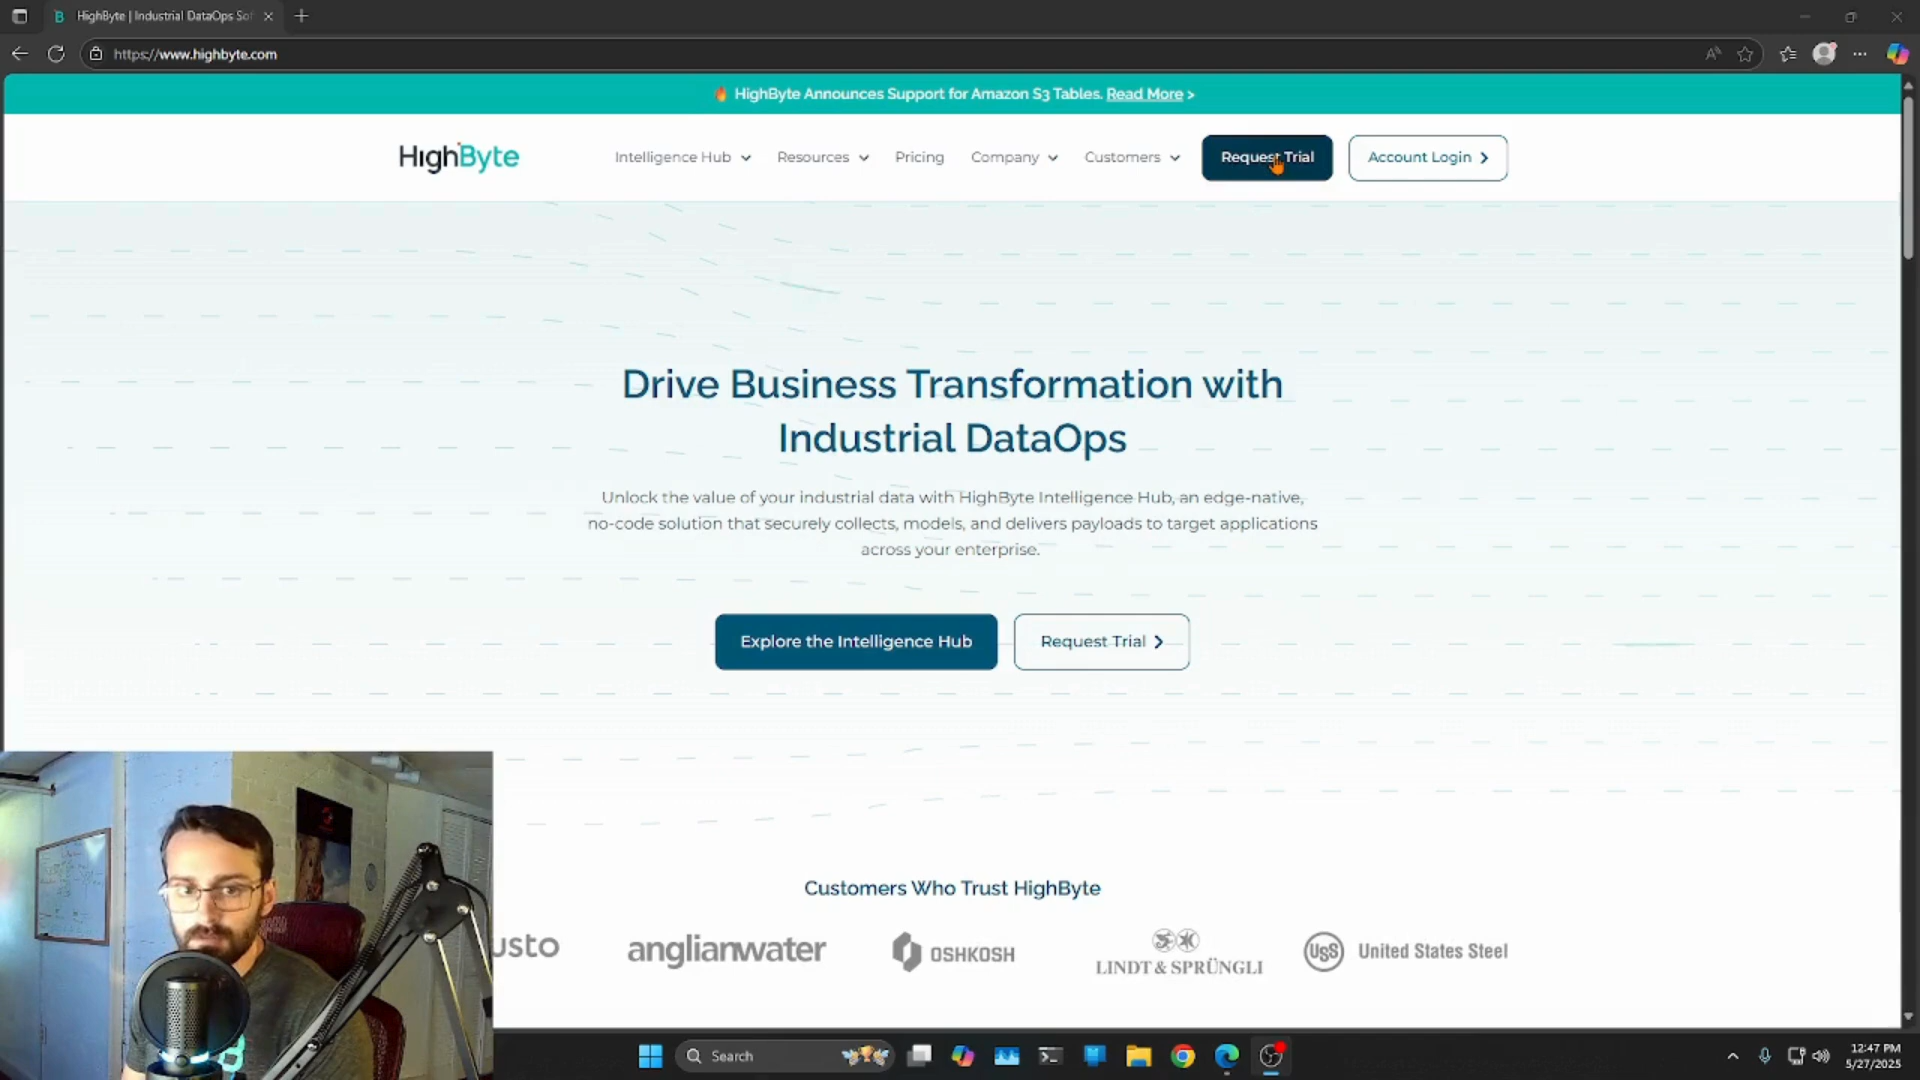 HighByte | Industrial DataOps Sof
https://www.highbyte.com
HighByte Announces Support for Amazon S3 Tables. Read More >
HighByte
Intelligence Hub
Resources
Pricing
Company
Customers
Request Trial
Account Login
Drive Business Transformation with
Industrial DataOps
Unlock the value of your industrial data with HighByte Intelligence Hub, an edge-native,
no-code solution that securely collects, models, and delivers payloads to target applications
across your enterprise.
Explore the Intelligence Hub
Request Trial
Customers Who Trust HighByte
usto
anglianwater
OSHKOSH
LINDT & SPRÜNGLI
USS United States Steel
Search
12:47 PM
5/27/2025